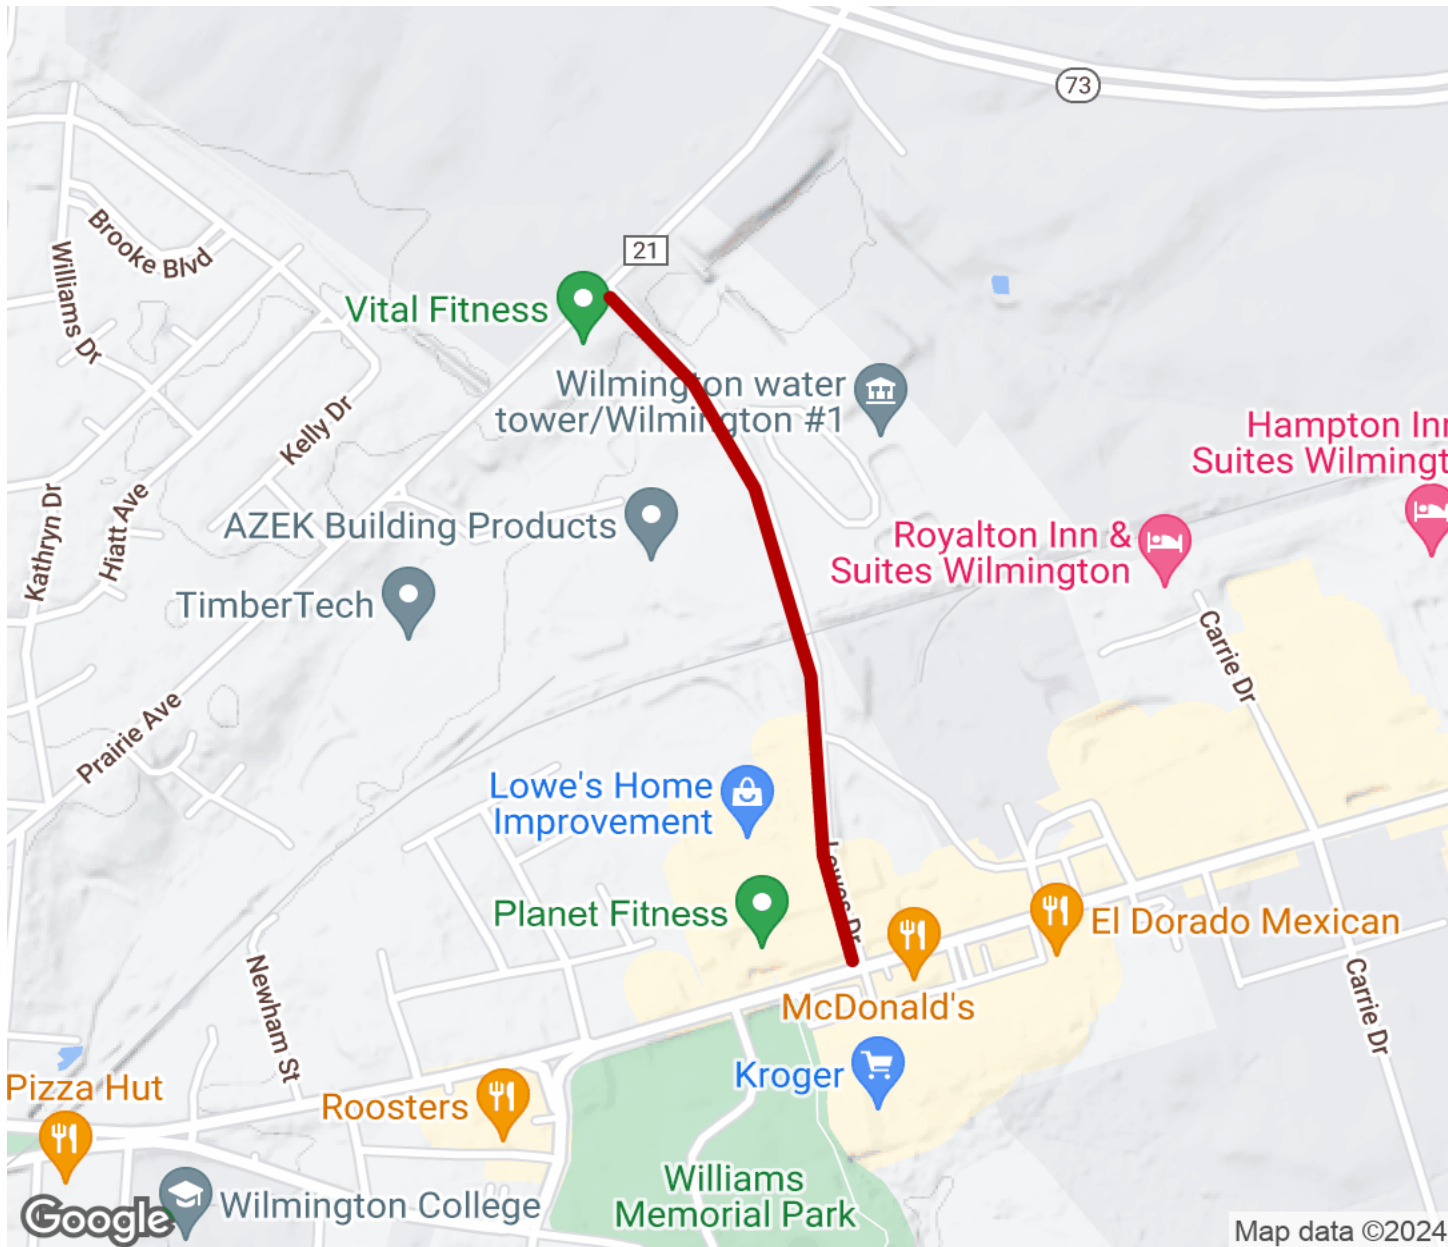 73
21
Brooke Blvd
Williams Dr
Vital Fitness
Wilmington water
tower/Wilmington #1
Kelly Dr
Hampton Inn
Suites Wilmingt
Kathryn Dr
Hiatt Ave
AZEK Building Products
Royalton Inn &
Suites Wilmington
TimberTech
Carrie Dr
Prairie Ave
Lowe's Home
Improvement
Lowes Dr
Planet Fitness
El Dorado Mexican
Newham St
McDonald's
Carrie Dr
Kroger
Pizza Hut
Roosters
Williams
Memorial Park
Wilmington College
Google
Map data ©2024